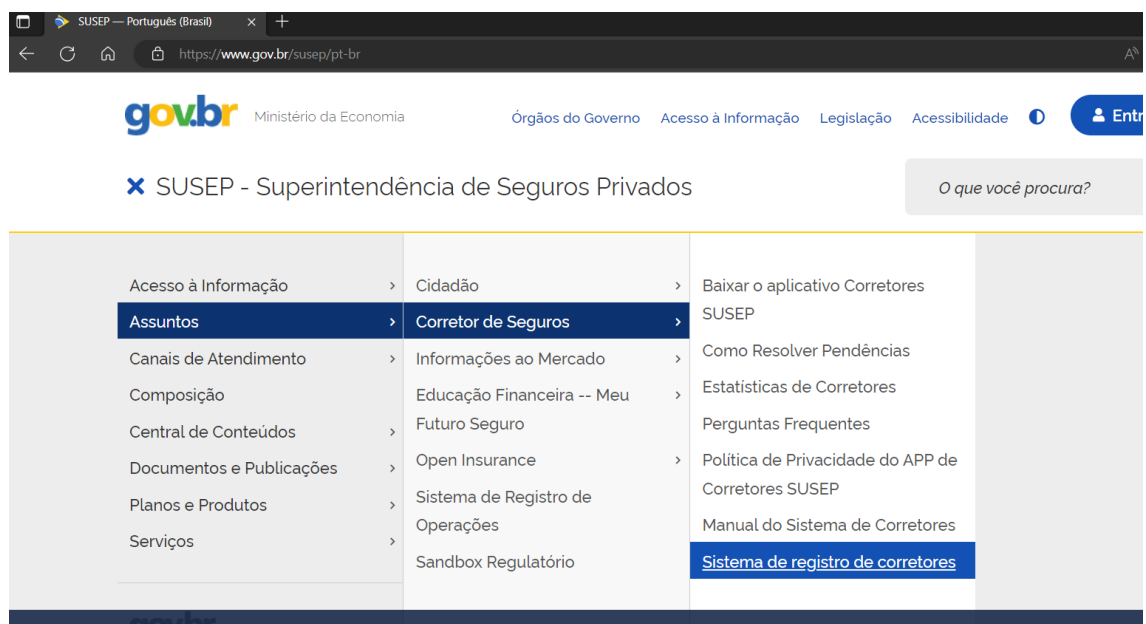 SUSEP — Português (Brasil)
https://www.gov.br/susep/pt-br
gov.br
Ministério da Economia
Órgãos do Governo
Acesso à Informação
Legislação
Acessibilidade
Entr
SUSEP - Superintendência de Seguros Privados
O que você procura?
Acesso à Informação
Assuntos
Canais de Atendimento
Composição
Central de Conteúdos
Documentos e Publicações
Planos e Produtos
Serviços
Cidadão
Corretor de Seguros
Informações ao Mercado
Educação Financeira -- Meu
Futuro Seguro
Open Insurance
Sistema de Registro de
Operações
Sandbox Regulatório
Baixar o aplicativo Corretores
SUSEP
Como Resolver Pendências
Estatísticas de Corretores
Perguntas Frequentes
Política de Privacidade do APP de
Corretores SUSEP
Manual do Sistema de Corretores
Sistema de registro de corretores
gov.br